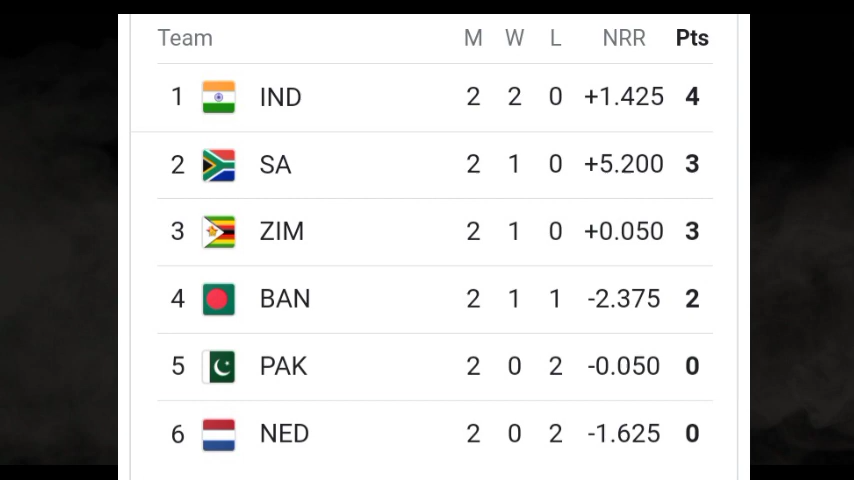 Team M W L NRR Pts
1 IND 2 2 0 +1.425 4
2 SA 2 1 0 +5.200 3
3 ZIM 2 1 0 +0.050 3
4 BAN 2 1 1 -2.375 2
5 PAK 2 0 2 -0.050 0
6 NED 2 0 2 -1.625 0